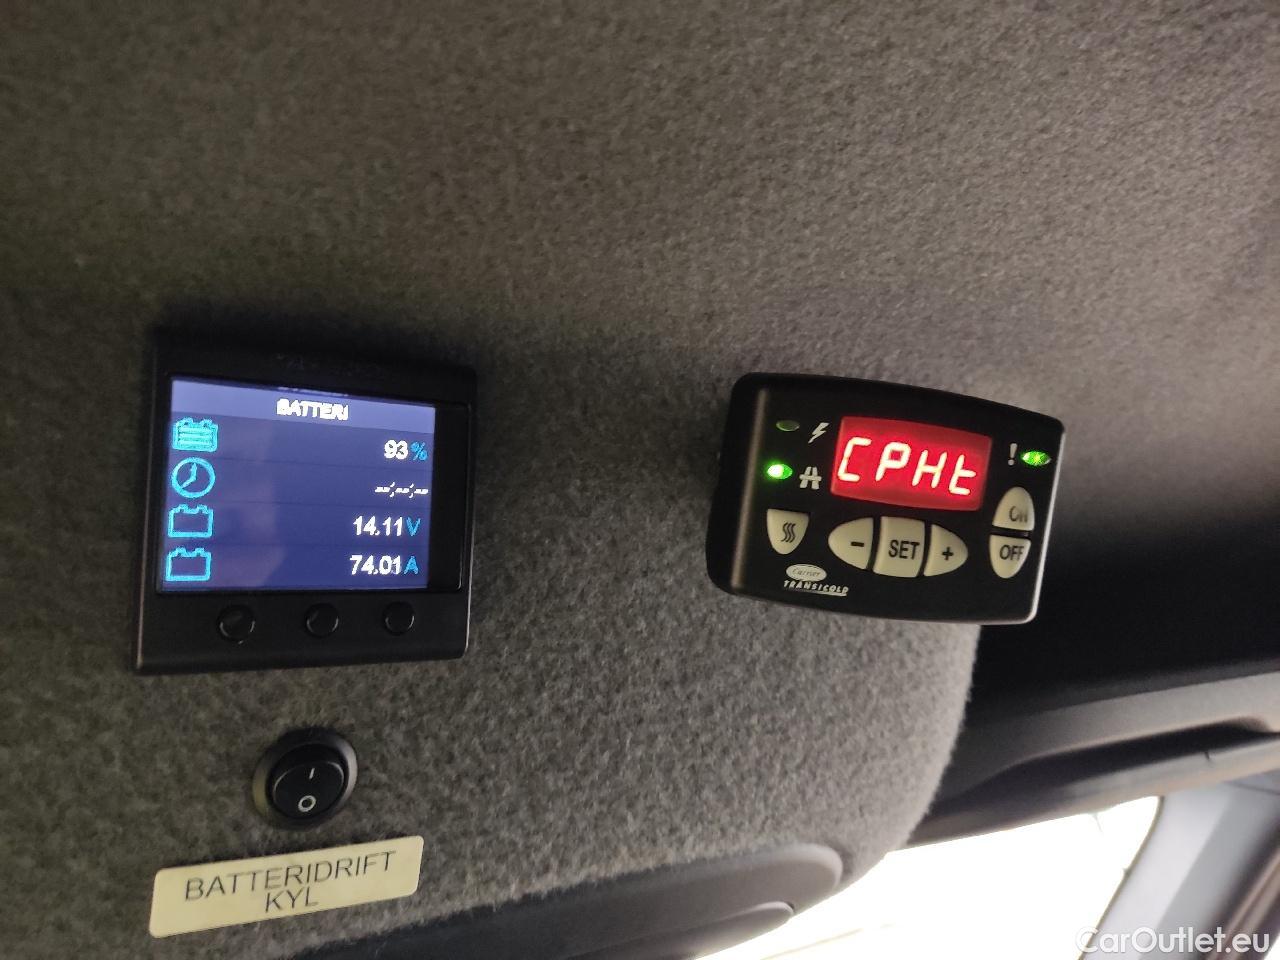 BATTERI
93 %
--:--:--
14.11 V
74.01 A
CPHt
!
ON
- SET +
OFF
Carrier
TRANSICOLD
I
O
BATTERIDRIFT
KYL
CarOutlet.eu